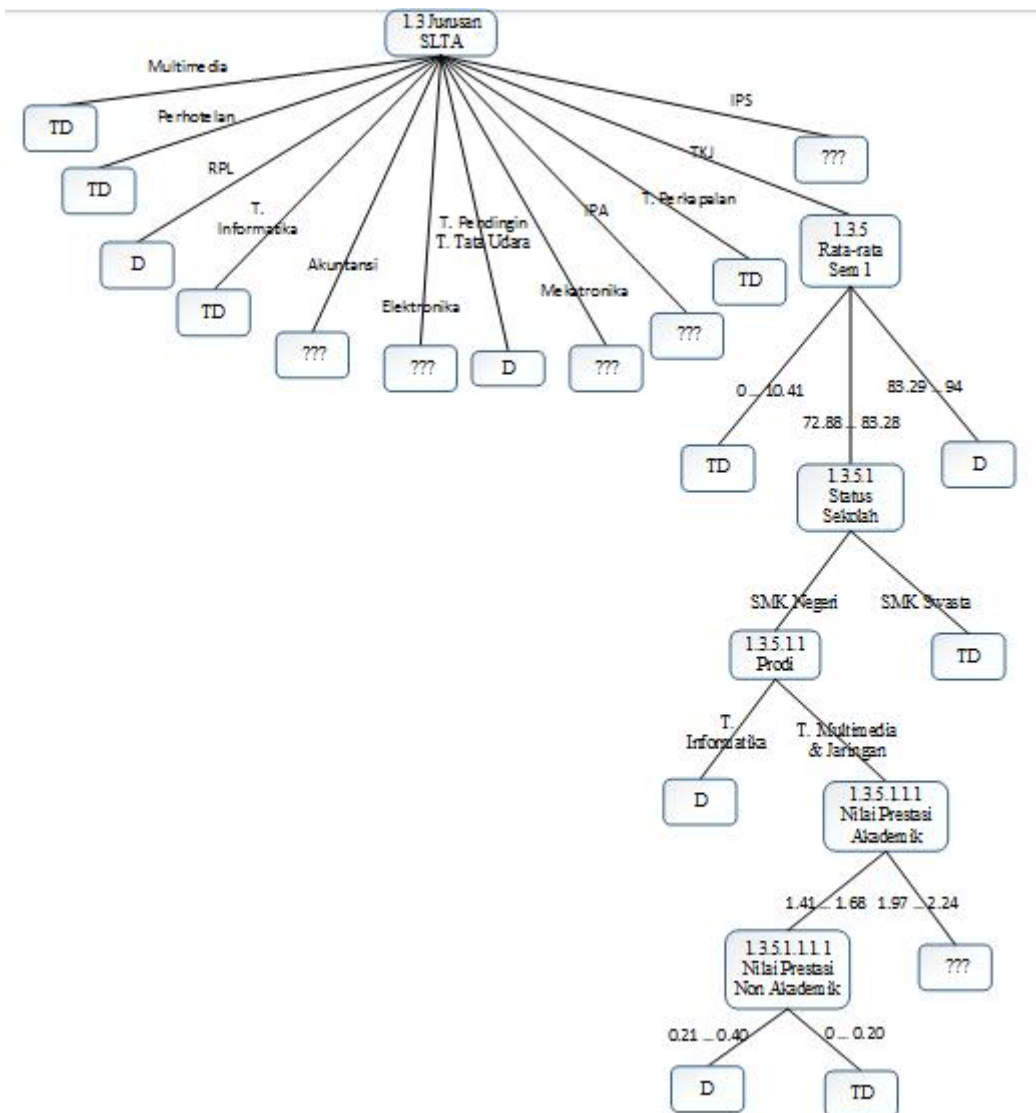 1.3 Jurusan
SLTA
Multimedia
IPS
TD
Perhotelan
???
TKJ
TD
RPL
T. Perkapalan
IPA
T.
Informatika
T. Pendingin
T. Tata Udara
1.3.5
Rata-rata
Sem 1
D
Akuntansi
TD
Mekatronika
TD
Elektronika
???
???
???
D
???
0 ... 10.41
83.29 ... 94
72.88 ... 83.28
TD
D
1.3.5.1
Status
Sekolah
SMK Negeri
SMK Swasta
1.3.5.1.1
Prodi
TD
T.
Informatika
T. Multimedia
& Jaringan
D
1.3.5.1.1.1
Nilai Prestasi
Akademik
1.41 ... 1.68
1.97 ... 2.24
1.3.5.1.1.1.1
Nilai Prestasi
Non Akademik
???
0.21 ... 0.40
0 ... 0.20
D
TD